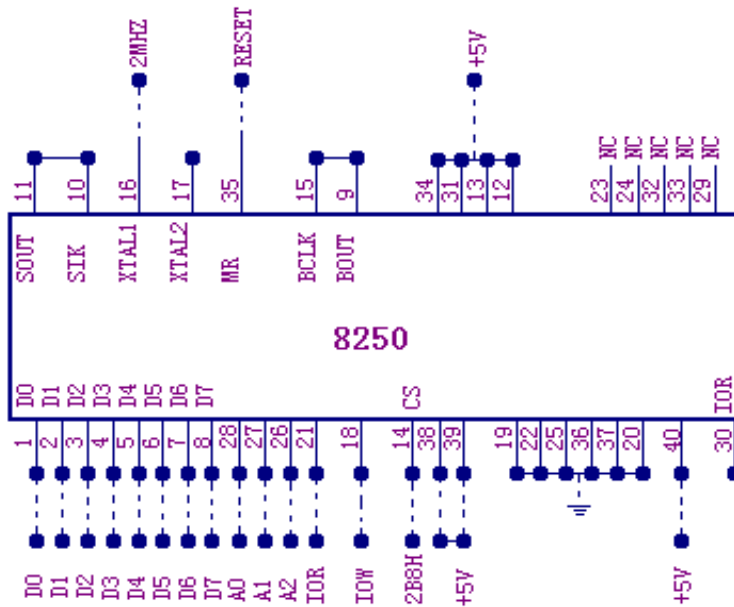 2MHZ RESET +5V
11 10 16 17 35 15 9 34 31 13 12 23 NC 24 NC 32 NC 33 NC 29 NC
SOUT SIK XTAL1 XTAL2 MR BCLK BOUT
8250
D0 D1 D2 D3 D4 D5 D6 D7 CS IOR
1 2 3 4 5 6 7 8 28 27 26 21 18 14 38 39 19 22 25 36 37 20 40 30
D0 D1 D2 D3 D4 D5 D6 D7 A0 A1 A2 IOR IOW 2B8H +5V +5V